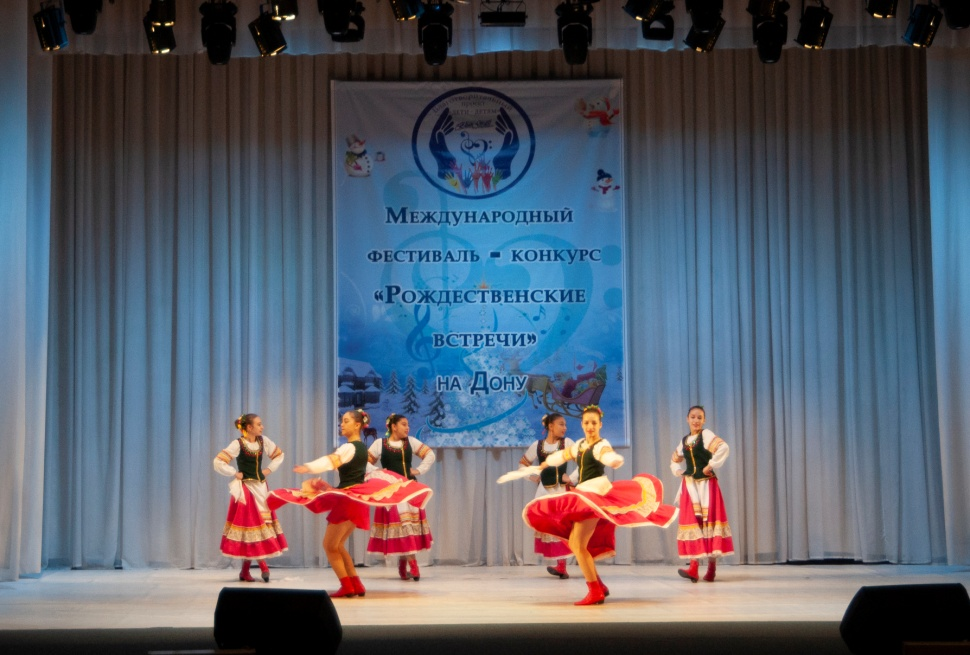 Международный
фестиваль - конкурс
"Рождественские
встречи"
на Дону